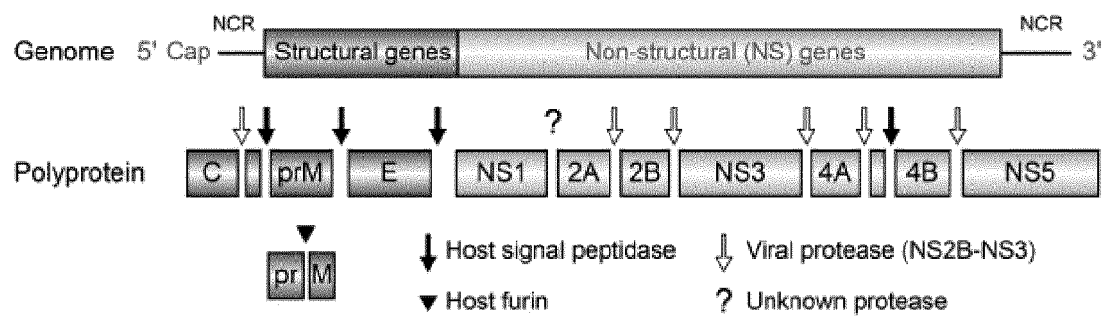 NCR NCR
Genome 5' Cap Structural genes Non-structural (NS) genes 3'
?
Polyprotein C prM E NS1 2A 2B NS3 4A 4B NS5
pr M
Host signal peptidase Viral protease (NS2B-NS3)
Host furin ? Unknown protease